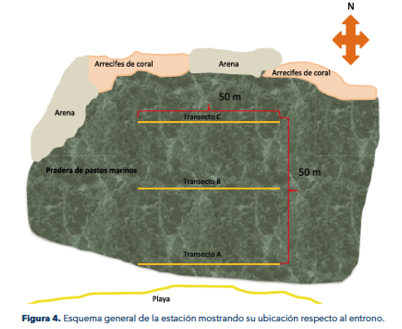 N
Arrecifes de coral
Arena
Arrecifes de coral
50 m
Arena
Transecto C
50 m
Pradera de pastos marinos
Transecto B
Transecto A
Playa
Figura 4. Esquema general de la estación mostrando su ubicación respecto al entrono.